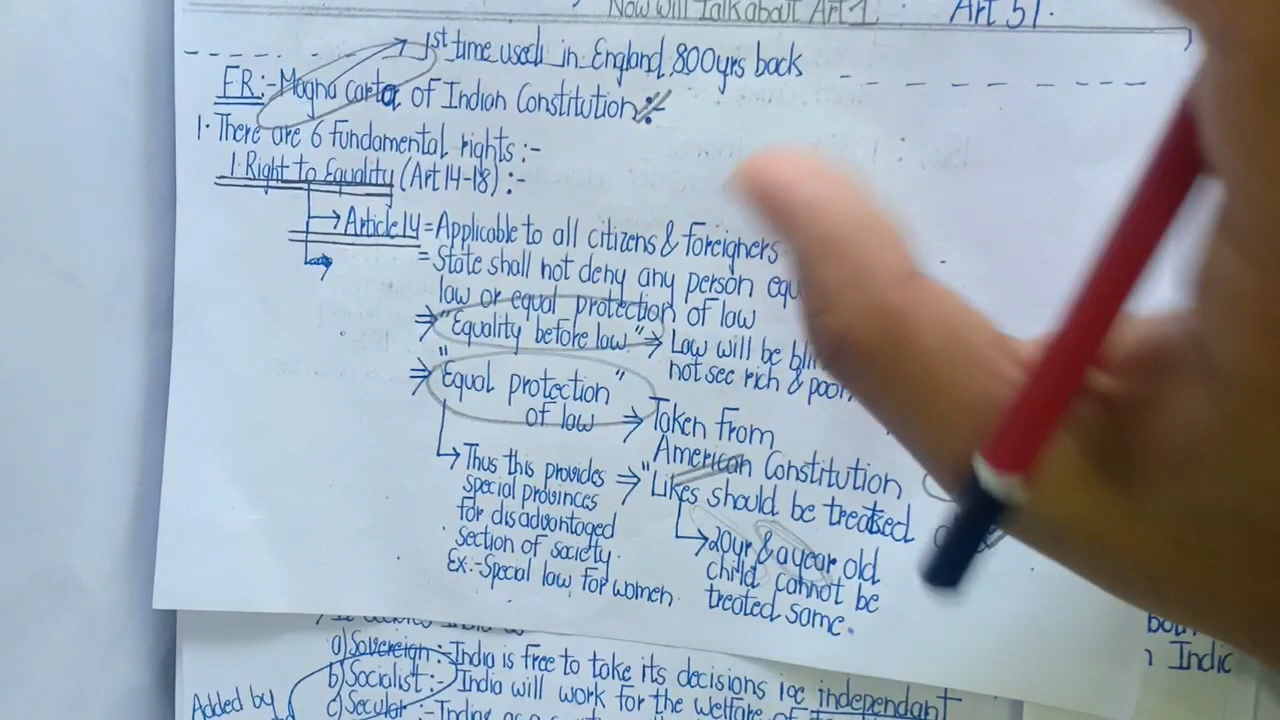 Now will talk about Art 1. Art 51.
1st time used in England 800yrs back
FR:- Magna carta of Indian Constitution:-
1. There are 6 fundamental rights:-
1. Right to Equality (Art 14-18):-
→ Article 14 = Applicable to all citizens & foreigners
= State shall not deny any person equ
law or equal protection of law
⇒ "Equality before law" ⇒ Law will be
not see rich & poor
⇒ "Equal protection"
of law → Taken from
American Constitution
→ Thus this provides
special provinces
for disadvantaged
section of society.
Ex:- Special law for women
⇒ "Likes should be treated
→ 20yr & a year old
child cannot be
treated same.
a) Sovereign:- India is free to take its decisions iee independant
b) Socialist:- India will work for the welfare of
c) Secular:-
Added by
Indic